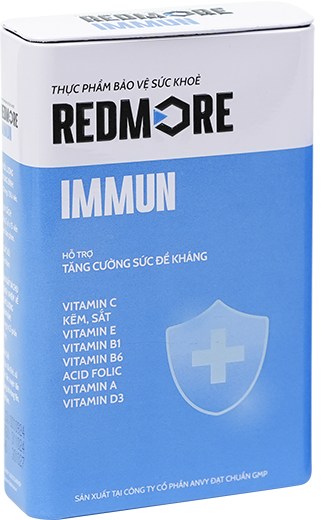 THỰC PHẨM BẢO VỆ SỨC KHOẺ
REDMORE
IMMUN
HỖ TRỢ
TĂNG CƯỜNG SỨC ĐỀ KHÁNG
VITAMIN C
KẼM, SẮT
VITAMIN E
VITAMIN B1
VITAMIN B6
ACID FOLIC
VITAMIN A
VITAMIN D3
SẢN XUẤT TẠI CÔNG TY CỔ PHẦN ANVY ĐẠT CHUẨN GMP